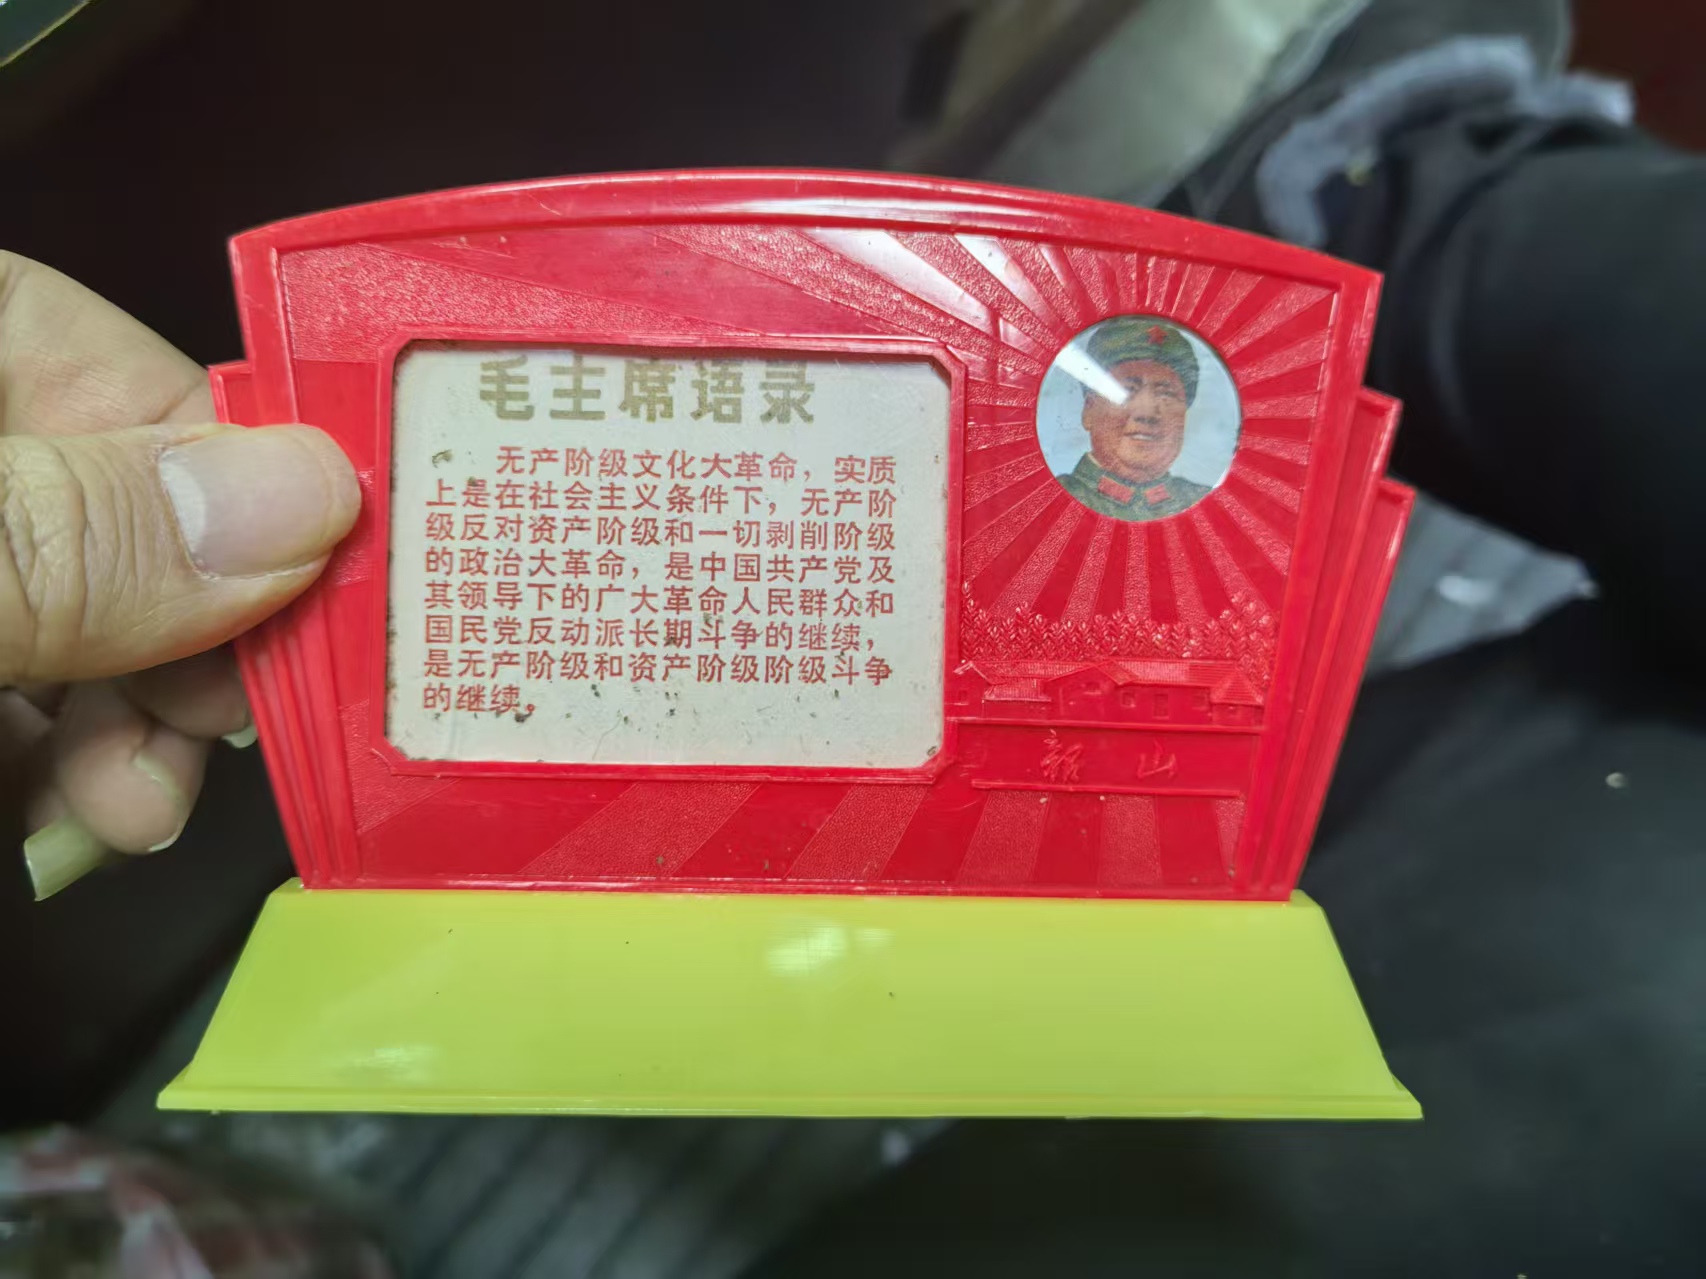 毛主席语录
无产阶级文化大革命，实质
上是在社会主义条件下，无产阶
级反对资产阶级和一切剥削阶级
的政治大革命，是中国共产党及
其领导下的广大革命人民群众和
国民党反动派长期斗争的继续，
是无产阶级和资产阶级阶级斗争
的继续。
韶山